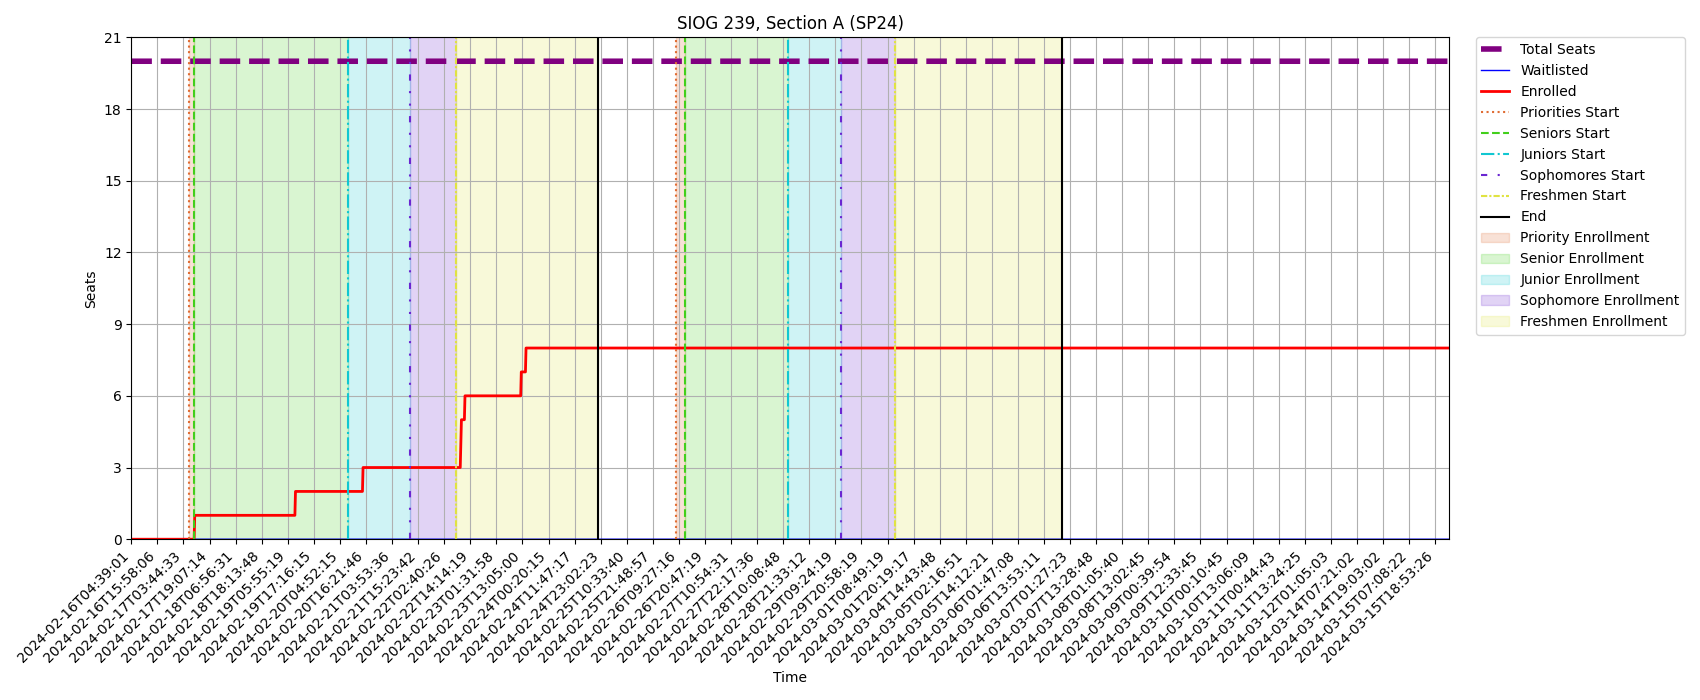 SIOG 239, Section A (SP24)
Seats
21
18
15
12
9
6
3
0
2024-02-16T04:39:01
2024-02-16T15:58:06
2024-02-17T03:44:33
2024-02-17T19:07:14
2024-02-18T06:56:31
2024-02-18T18:13:48
2024-02-19T05:55:19
2024-02-19T17:16:15
2024-02-20T04:52:15
2024-02-20T16:21:46
2024-02-21T03:53:36
2024-02-21T15:23:42
2024-02-22T02:40:26
2024-02-22T14:14:19
2024-02-23T01:31:58
2024-02-23T13:05:00
2024-02-24T00:20:15
2024-02-24T11:47:17
2024-02-24T23:02:23
2024-02-25T10:33:40
2024-02-25T21:48:57
2024-02-26T09:27:16
2024-02-26T20:47:19
2024-02-27T10:54:31
2024-02-27T22:17:36
2024-02-28T10:08:48
2024-02-28T21:33:12
2024-02-29T09:24:19
2024-02-29T20:58:19
2024-03-01T08:49:19
2024-03-01T20:19:17
2024-03-04T14:43:48
2024-03-05T02:16:51
2024-03-05T14:12:21
2024-03-06T01:47:08
2024-03-06T13:53:11
2024-03-07T01:27:23
2024-03-07T13:28:48
2024-03-08T01:05:40
2024-03-08T13:02:45
2024-03-09T00:39:54
2024-03-09T12:33:45
2024-03-10T00:10:45
2024-03-10T13:06:09
2024-03-11T00:44:43
2024-03-11T13:24:25
2024-03-12T01:05:03
2024-03-14T07:21:02
2024-03-14T19:03:02
2024-03-15T07:08:22
2024-03-15T18:53:26
Time
Total Seats
Waitlisted
Enrolled
Priorities Start
Seniors Start
Juniors Start
Sophomores Start
Freshmen Start
End
Priority Enrollment
Senior Enrollment
Junior Enrollment
Sophomore Enrollment
Freshmen Enrollment